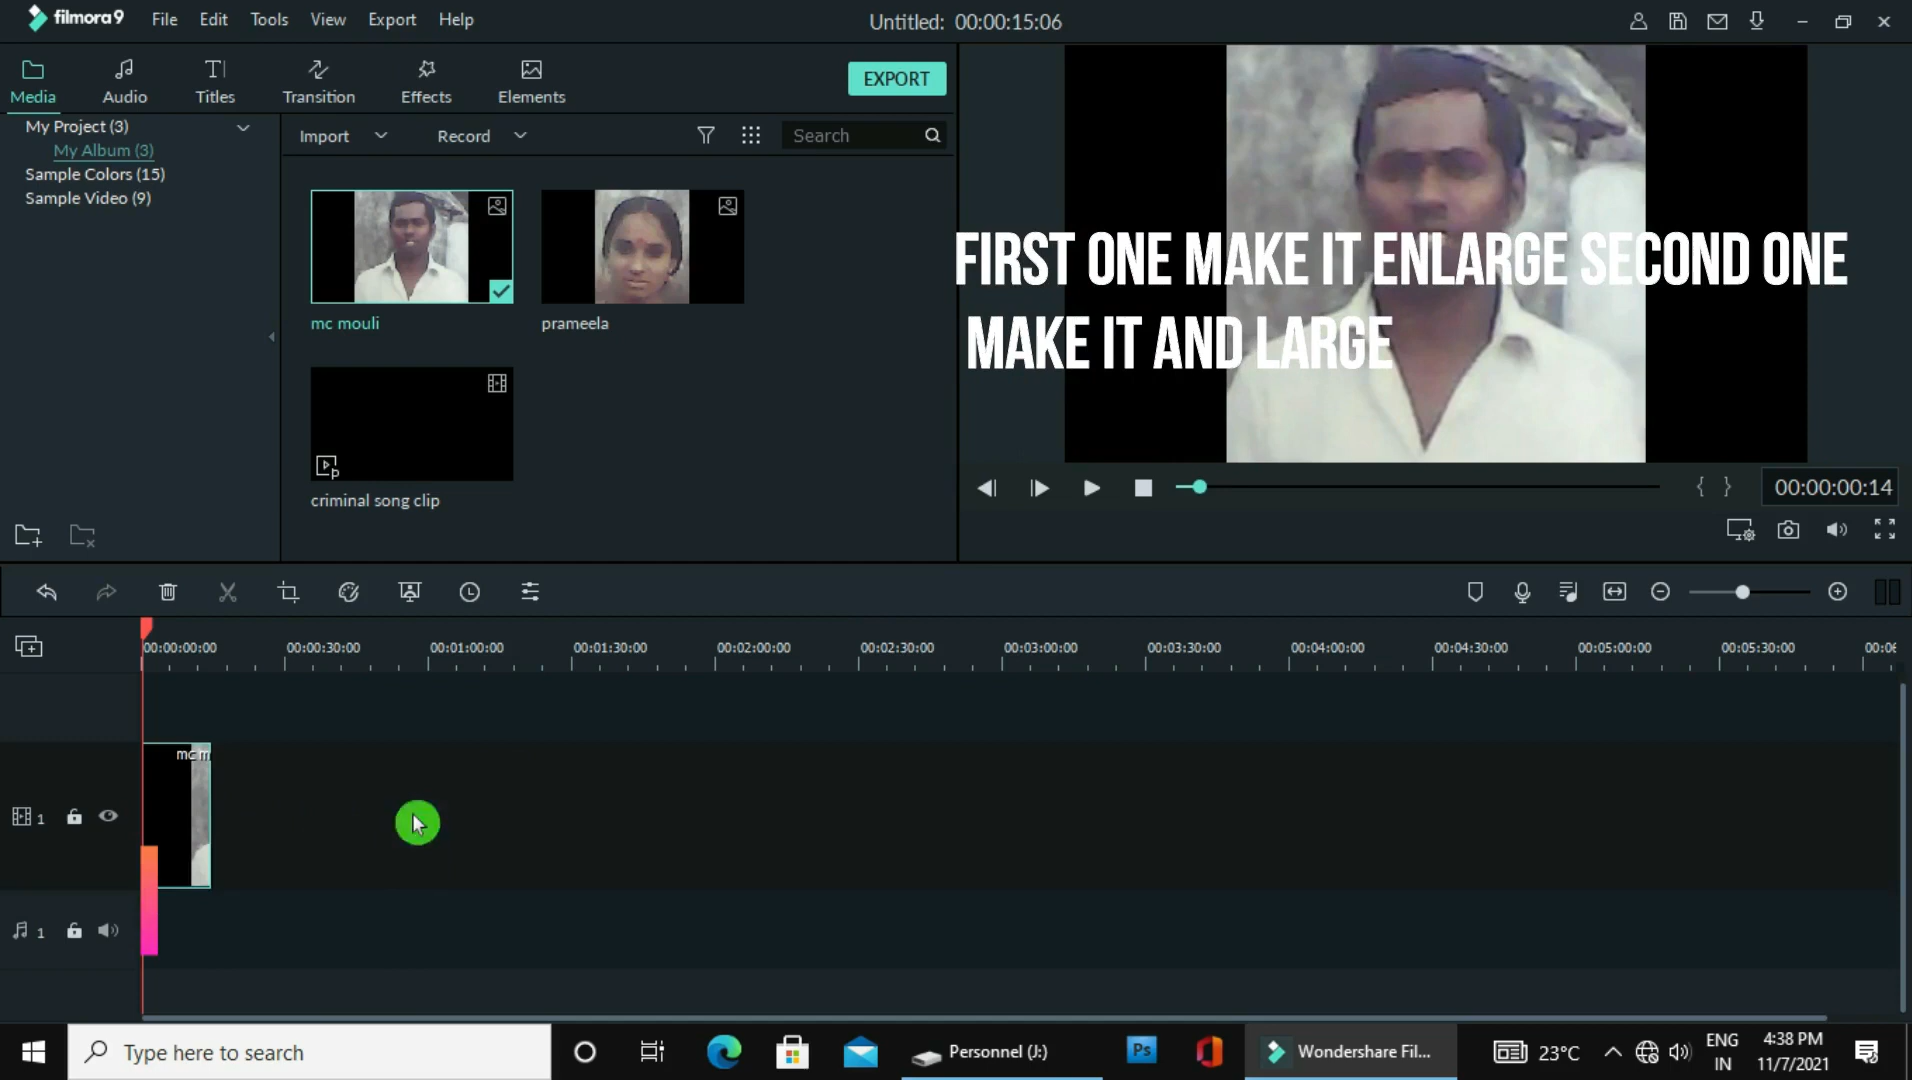 filmora9 File Edit Tools View Export Help Untitled: 00:00:15:06
Media Audio Titles Transition Effects Elements EXPORT
My Project (3)
My Album (3)
Sample Colors (15)
Sample Video (9)
Import Record Search
mc mouli prameela
criminal song clip
FIRST ONE MAKE IT ENLARGE SECOND ONE
MAKE IT AND LARGE
{ } 00:00:00:14
00:00:00:00 00:00:30:00 00:01:00:00 00:01:30:00 00:02:00:00 00:02:30:00 00:03:00:00 00:03:30:00 00:04:00:00 00:04:30:00 00:05:00:00 00:05:30:00 00:06
mc m
1
1
Type here to search Personnel (J:) Ps Wondershare Fil... 23°C ENG 4:38 PM
IN 11/7/2021